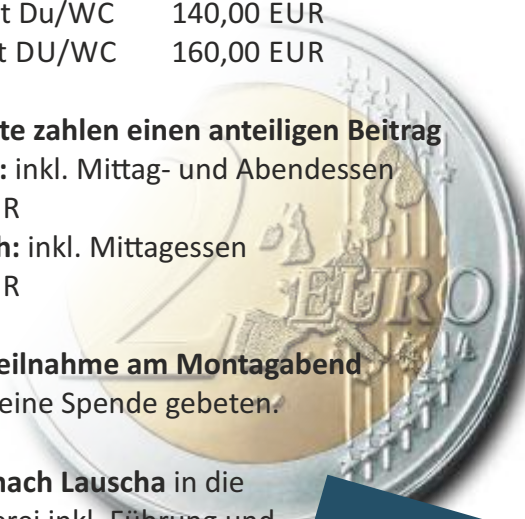 t Du/WC 140,00 EUR
t DU/WC 160,00 EUR
te zahlen einen anteiligen Beitrag
: inkl. Mittag- und Abendessen
R
h: inkl. Mittagessen
R
eilnahme am Montagabend
eine Spende gebeten.
nach Lauscha in die
erei inkl. Führung und
2 EURO